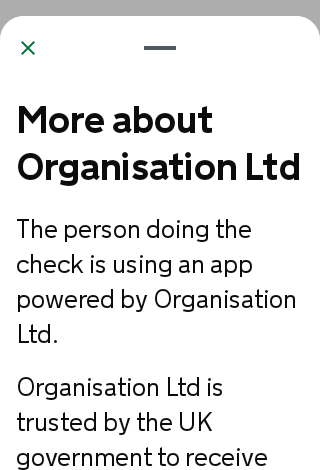 More about
Organisation Ltd
The person doing the
check is using an app
powered by Organisation
Ltd.
Organisation Ltd is
trusted by the UK
government to receive